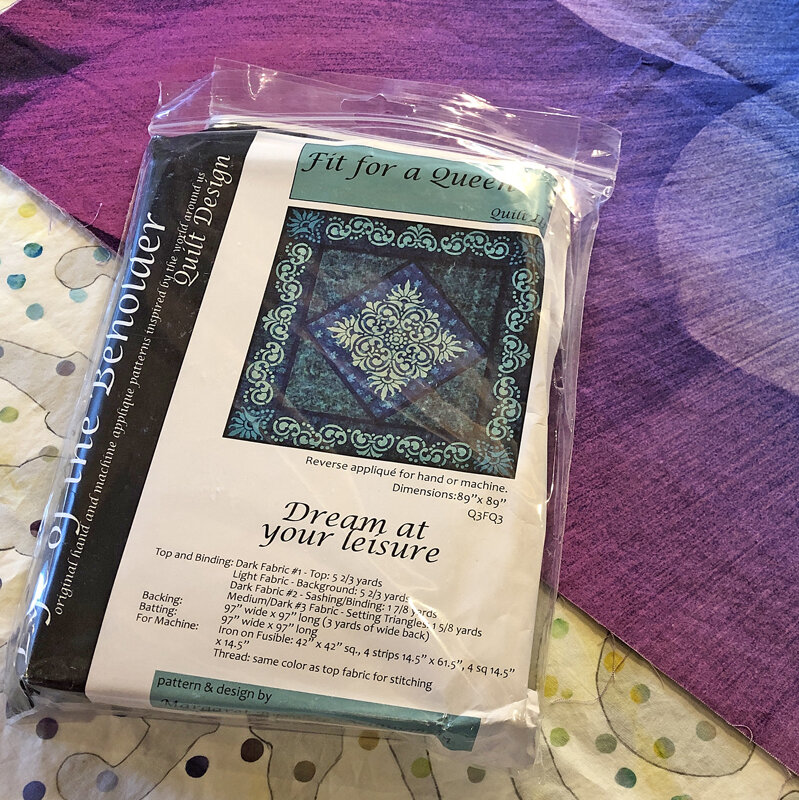 Fit for a Queen
Quilt
Eye of the Beholder
original hand and machine applique patterns inspired by the world around us
Quilt Design
Reverse appliqué for hand or machine.
Dimensions:89"x 89"
Q3FQ3
Dream at
your leisure
Top and Binding: Dark Fabric #1 - Top: 5 2/3 yards
Light Fabric - Background: 5 2/3 yards
Dark Fabric #2 - Sashing/Binding: 1 7/8 yards
Medium/Dark #3 Fabric - Setting Triangles: 1 5/8 yards
Backing: 97" wide x 97" long (3 yards of wide back)
Batting: 97" wide x 97" long
For Machine: Iron on Fusible: 42" x 42" sq., 4 strips 14.5" x 61.5", 4 sq 14.5"
x 14.5"
Thread: same color as top fabric for stitching
pattern & design by